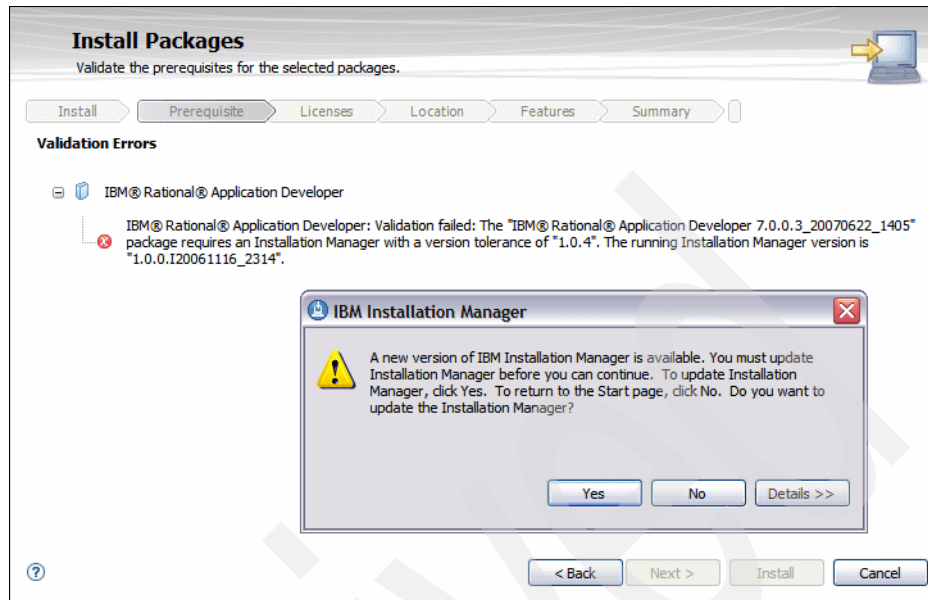 Install Packages
Validate the prerequisites for the selected packages.
Install
Prerequisite
Licenses
Location
Features
Summary
Validation Errors
IBM® Rational® Application Developer
IBM® Rational® Application Developer: Validation failed: The "IBM® Rational® Application Developer 7.0.0.3_20070622_1405"
package requires an Installation Manager with a version tolerance of "1.0.4". The running Installation Manager version is
"1.0.0.I20061116_2314".
IBM Installation Manager
A new version of IBM Installation Manager is available. You must update
Installation Manager before you can continue. To update Installation
Manager, click Yes. To return to the Start page, click No. Do you want to
update the Installation Manager?
Yes
No
Details >>
< Back
Next >
Install
Cancel